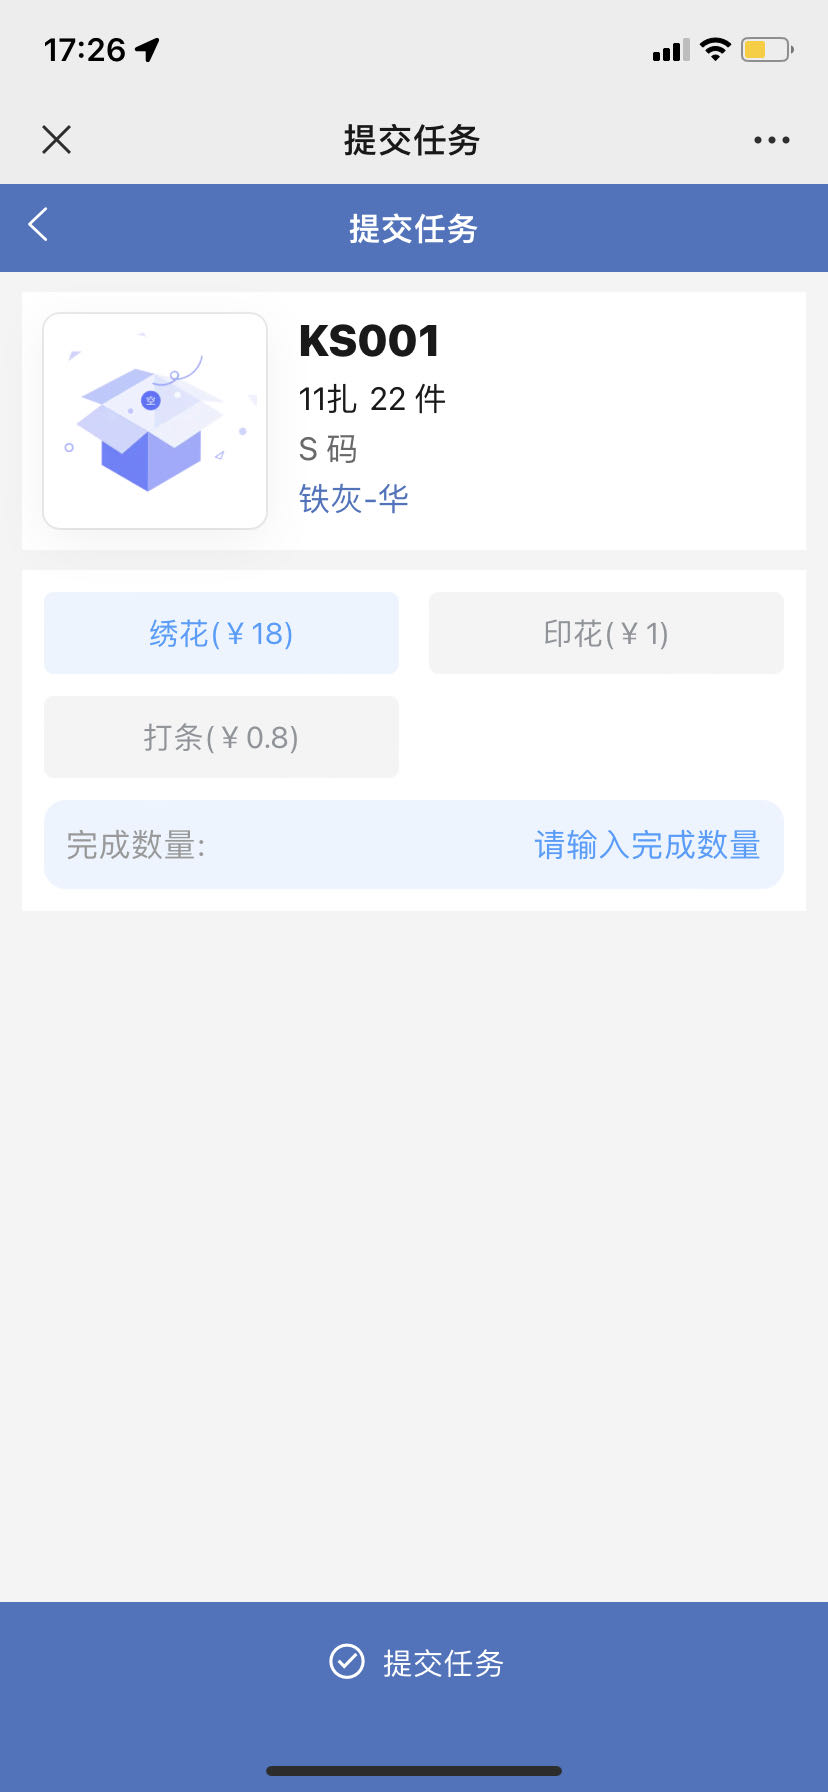 17:26
提交任务
提交任务
空
KS001
11扎 22 件
S 码
铁灰-华
绣花(¥18)
印花(¥1)
打条(¥0.8)
完成数量:
请输入完成数量
提交任务